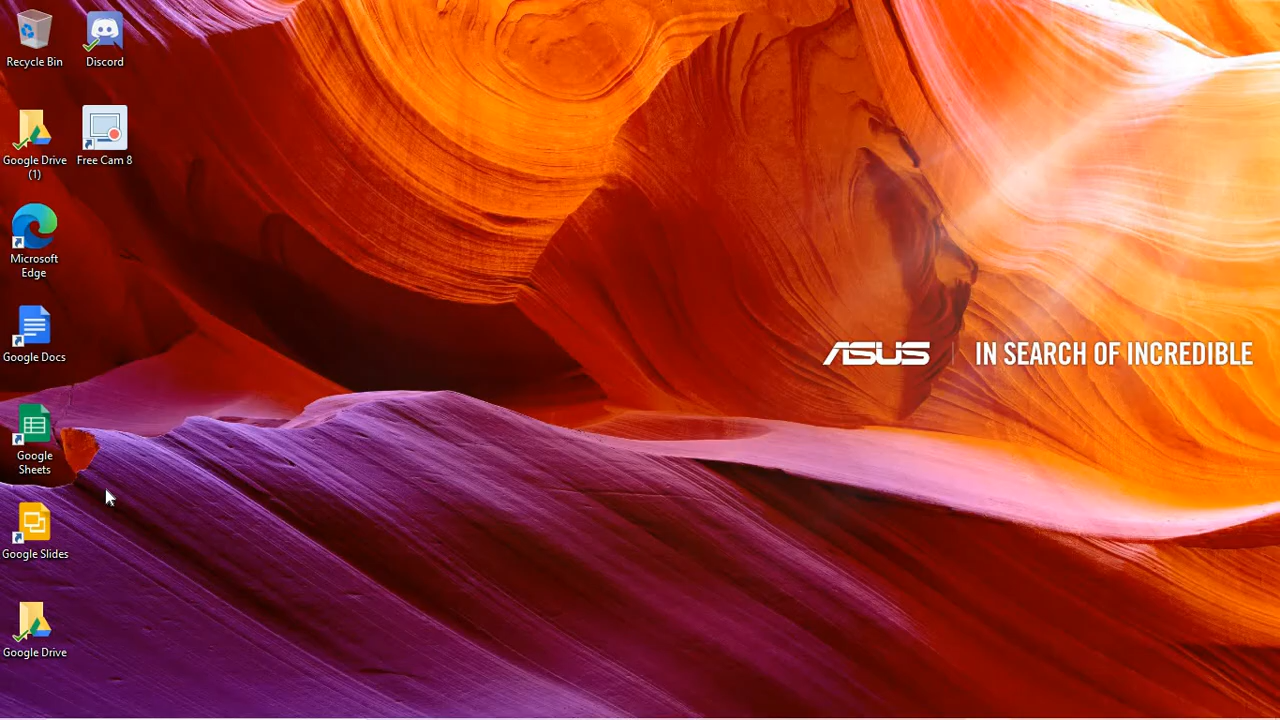 Recycle Bin
Discord
Google Drive
(1)
Free Cam 8
Microsoft
Edge
Google Docs
Google
Sheets
Google Slides
Google Drive
ASUS
IN SEARCH OF INCREDIBLE